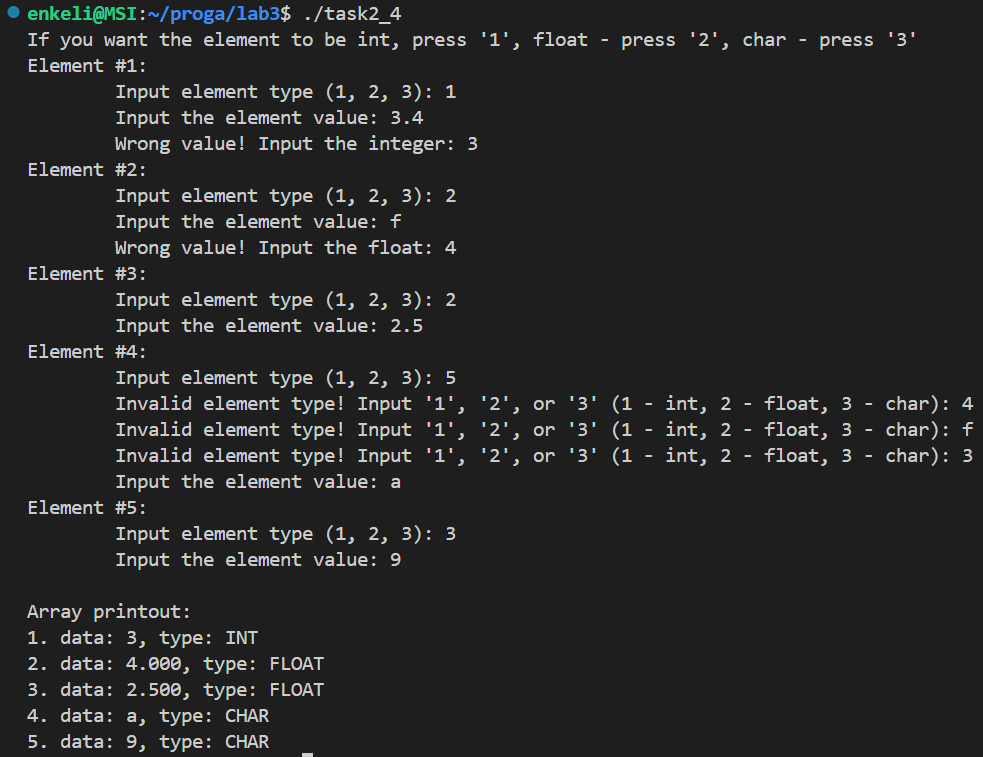 enkeli@MSI:~/proga/lab3$ ./task2_4
If you want the element to be int, press '1', float - press '2', char - press '3'
Element #1:
        Input element type (1, 2, 3): 1
        Input the element value: 3.4
        Wrong value! Input the integer: 3
Element #2:
        Input element type (1, 2, 3): 2
        Input the element value: f
        Wrong value! Input the float: 4
Element #3:
        Input element type (1, 2, 3): 2
        Input the element value: 2.5
Element #4:
        Input element type (1, 2, 3): 5
        Invalid element type! Input '1', '2', or '3' (1 - int, 2 - float, 3 - char): 4
        Invalid element type! Input '1', '2', or '3' (1 - int, 2 - float, 3 - char): f
        Invalid element type! Input '1', '2', or '3' (1 - int, 2 - float, 3 - char): 3
        Input the element value: a
Element #5:
        Input element type (1, 2, 3): 3
        Input the element value: 9

Array printout:
1. data: 3, type: INT
2. data: 4.000, type: FLOAT
3. data: 2.500, type: FLOAT
4. data: a, type: CHAR
5. data: 9, type: CHAR